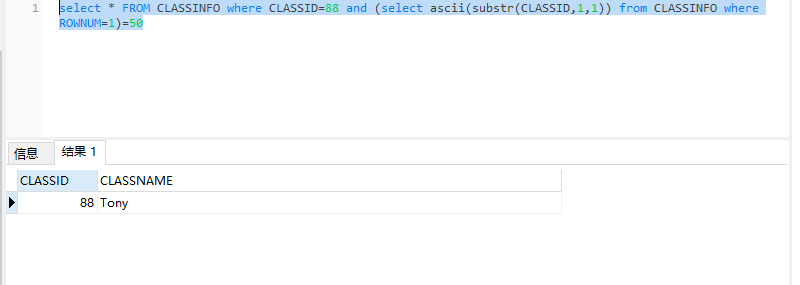 1 select * FROM CLASSINFO where CLASSID=88 and (select ascii(substr(CLASSID,1,1)) from CLASSINFO where
ROWNUM=1)=50
信息 结果 1
CLASSID CLASSNAME
88 Tony